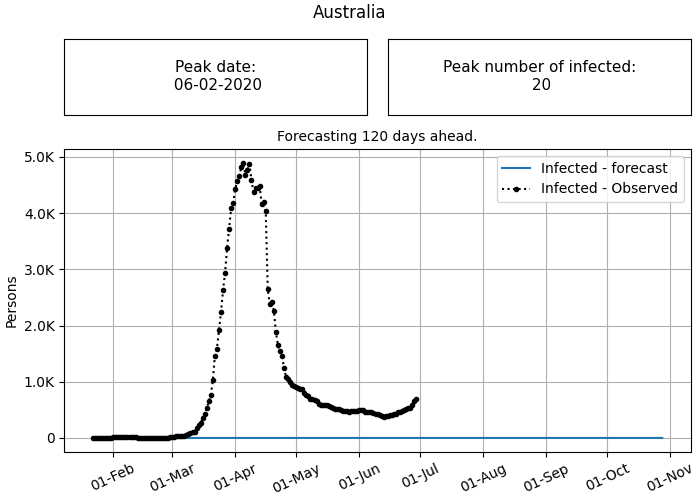 Australia
Peak date:
06-02-2020
Peak number of infected:
20
Forecasting 120 days ahead.
Infected - forecast
Infected - Observed
Persons
5.0K
4.0K
3.0K
2.0K
1.0K
0
01-Feb
01-Mar
01-Apr
01-May
01-Jun
01-Jul
01-Aug
01-Sep
01-Oct
01-Nov